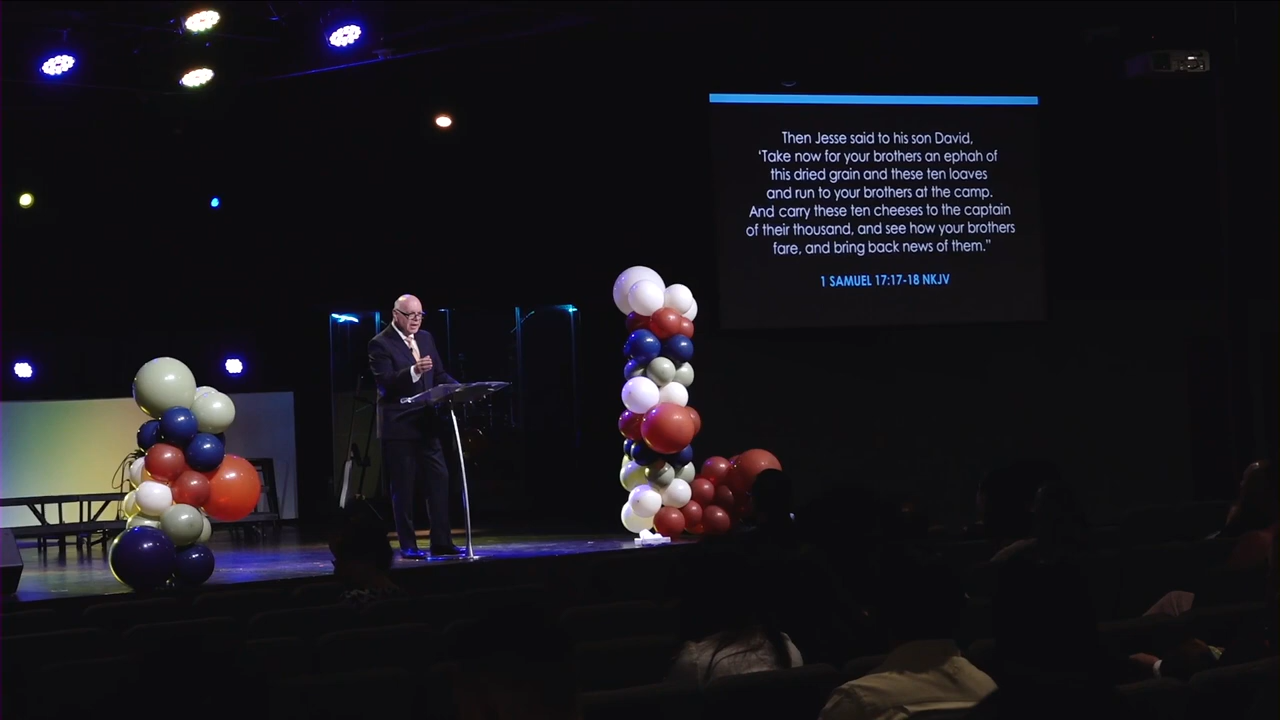 Then Jesse said to his son David,
‘Take now for your brothers an ephah of
this dried grain and these ten loaves
and run to your brothers at the camp.
And carry these ten cheeses to the captain
of their thousand, and see how your brothers
fare, and bring back news of them.”
1 SAMUEL 17:17-18 NKJV